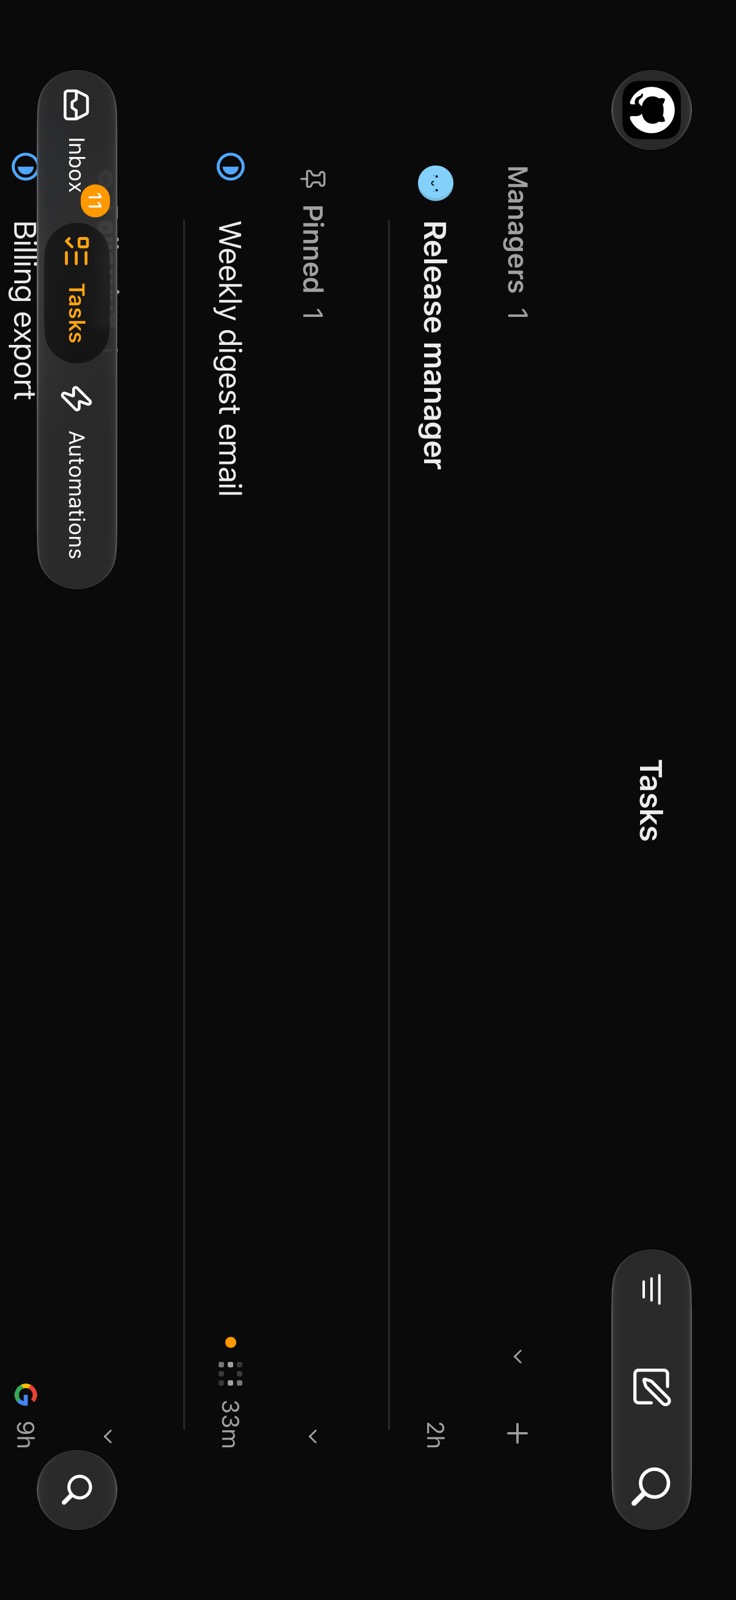 Tasks
Managers 1
Release manager 2h
Pinned 1
Weekly digest email 33m
Inbox 11
Tasks
Automations
Billing export 9h